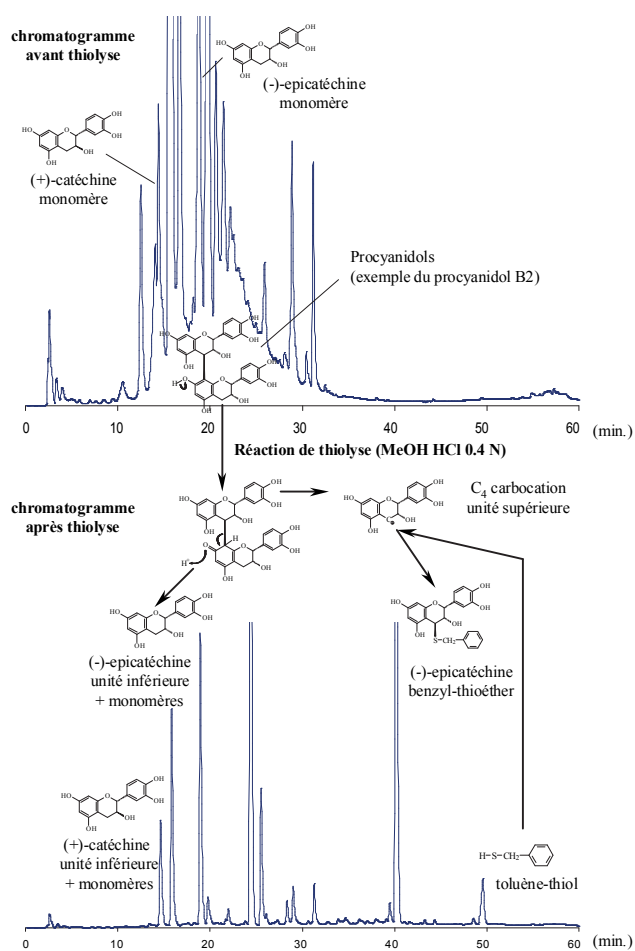 chromatogramme
avant thiolyse
(-)-epicatéchine
monomère
(+)-catéchine
monomère
Procyanidols
(exemple du procyanidol B2)
0 10 20 30 40 50 60 (min.)
Réaction de thiolyse (MeOH HCl 0.4 N)
chromatogramme
après thiolyse
C4 carbocation
unité supérieure
(-)-epicatéchine
unité inférieure
+ monomères
(-)-epicatéchine
benzyl-thioéther
(+)-catéchine
unité inférieure
+ monomères
H-S-CH2
toluène-thiol
0 10 20 30 40 50 60 (min.)